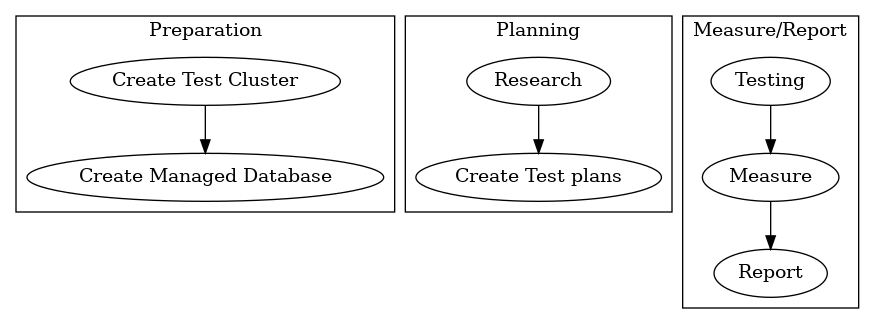 Preparation
Create Test Cluster
Create Managed Database
Planning
Research
Create Test plans
Measure/Report
Testing
Measure
Report